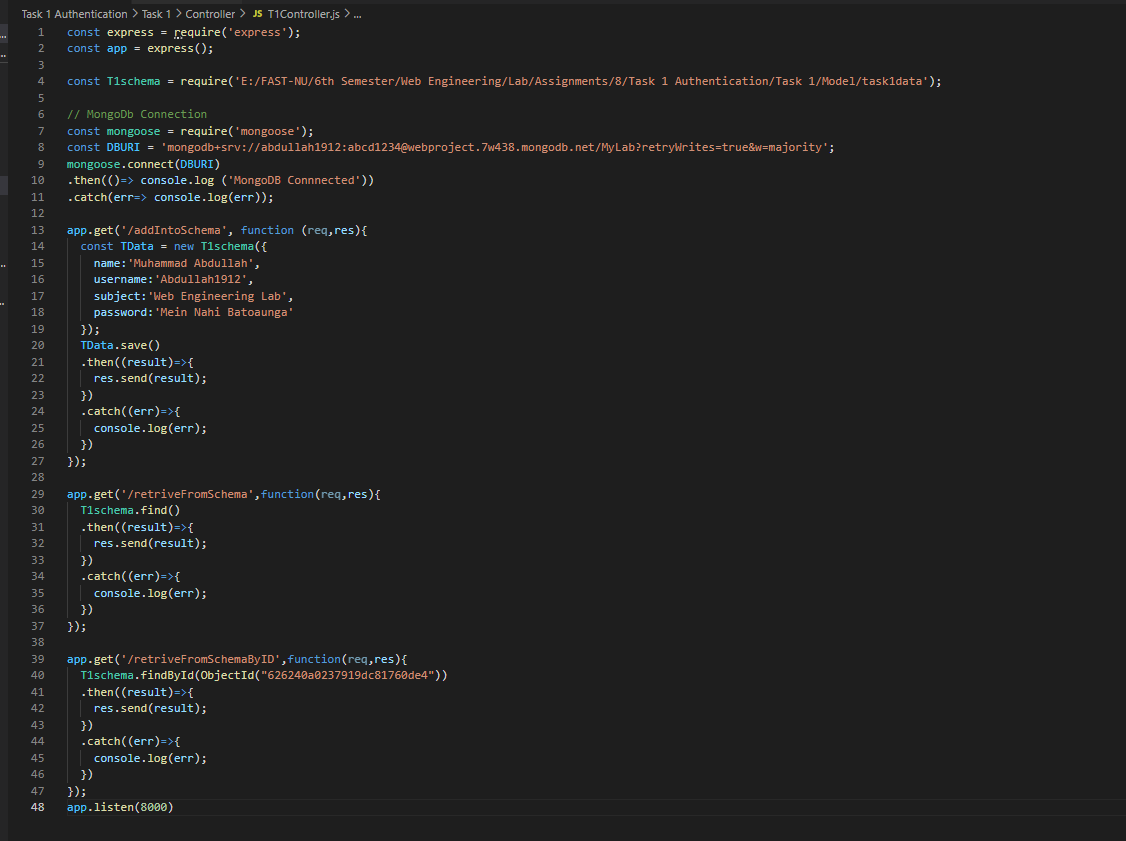 Task 1 Authentication > Task 1 > Controller > JS T1Controller.js > ...
1 const express = require('express');
2 const app = express();
3
4 const T1schema = require('E:/FAST-NU/6th Semester/Web Engineering/Lab/Assignments/8/Task 1 Authentication/Task 1/Model/task1data');
5
6 // MongoDb Connection
7 const mongoose = require('mongoose');
8 const DBURI = 'mongodb+srv://abdullah1912:abcd1234@webproject.7w438.mongodb.net/MyLab?retryWrites=true&w=majority';
9 mongoose.connect(DBURI)
10 .then(()=> console.log ('MongoDB Connnected'))
11 .catch(err=> console.log(err));
12
13 app.get('/addIntoSchema', function (req,res){
14 const TData = new T1schema({
15 name:'Muhammad Abdullah',
16 username:'Abdullah1912',
17 subject:'Web Engineering Lab',
18 password:'Mein Nahi Batoaunga'
19 });
20 TData.save()
21 .then((result)=>{
22 res.send(result);
23 })
24 .catch((err)=>{
25 console.log(err);
26 })
27 });
28
29 app.get('/retriveFromSchema',function(req,res){
30 T1schema.find()
31 .then((result)=>{
32 res.send(result);
33 })
34 .catch((err)=>{
35 console.log(err);
36 })
37 });
38
39 app.get('/retriveFromSchemaByID',function(req,res){
40 T1schema.findById(ObjectId("626240a0237919dc81760de4"))
41 .then((result)=>{
42 res.send(result);
43 })
44 .catch((err)=>{
45 console.log(err);
46 })
47 });
48 app.listen(8000)